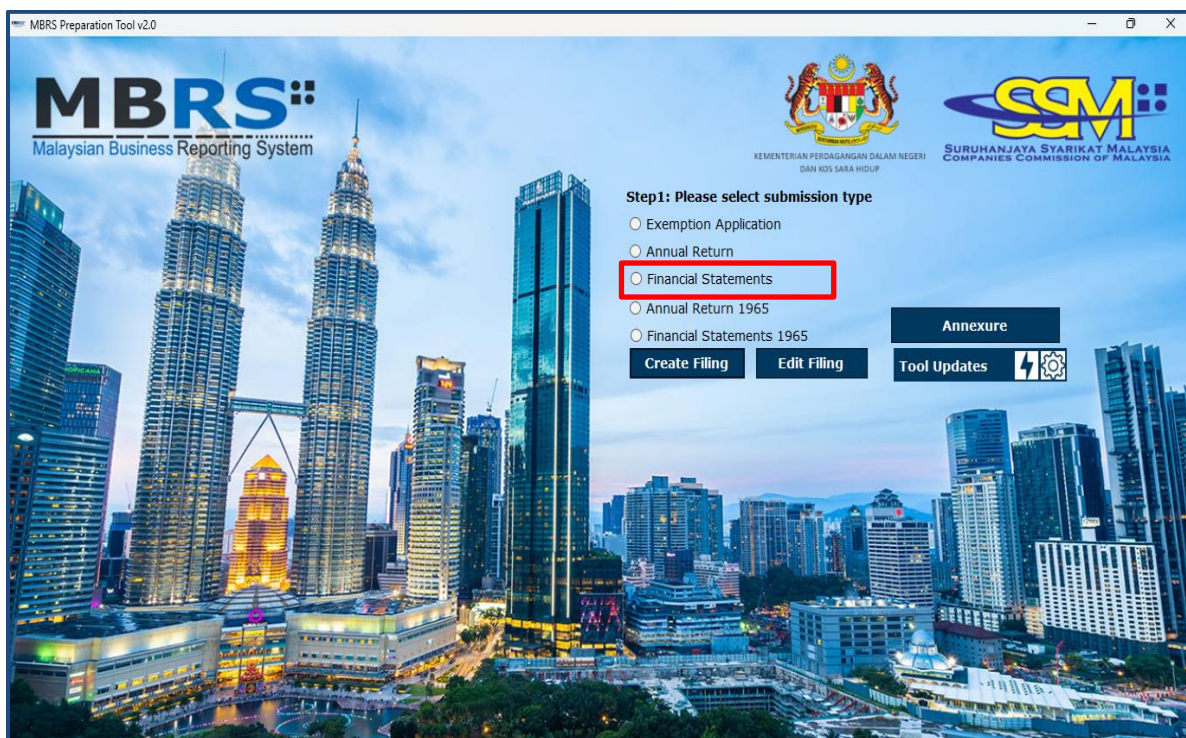 MBRS Preparation Tool v2.0
MBRS
Malaysian Business Reporting System
KEMENTERIAN PERDAGANGAN DALAM NEGERI
DAN KOS SARA HIDUP
SSM
SURUHANJAYA SYARIKAT MALAYSIA
COMPANIES COMMISSION OF MALAYSIA
Step1: Please select submission type
Exemption Application
Annual Return
Financial Statements
Annual Return 1965
Financial Statements 1965
Annexure
Create Filing
Edit Filing
Tool Updates